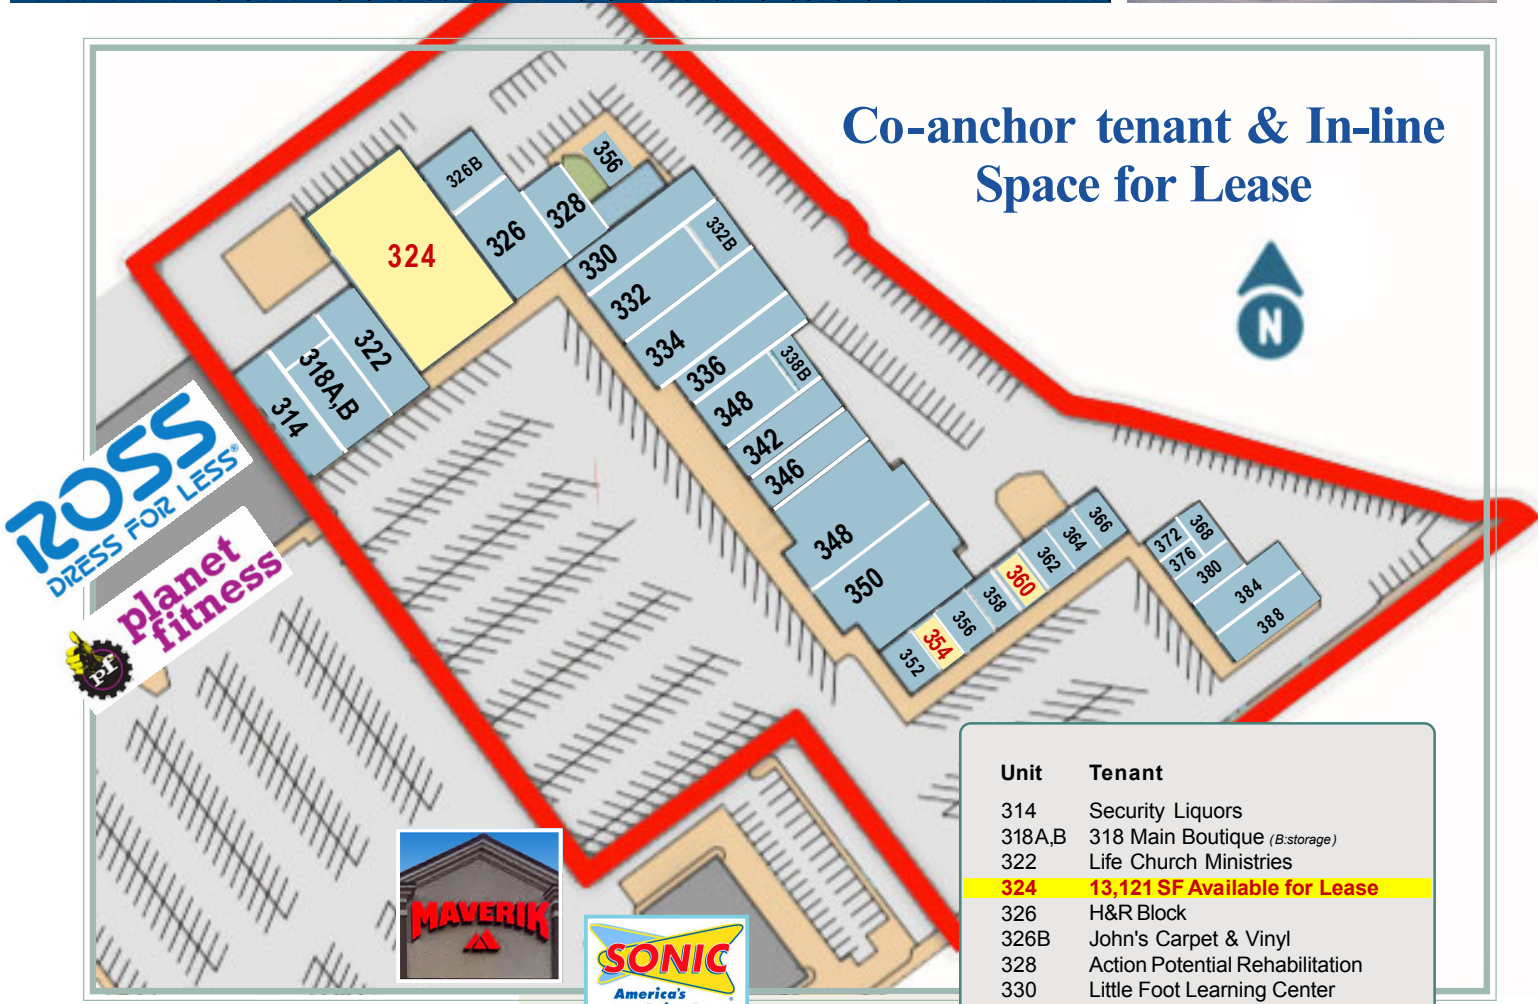 Co-anchor tenant & In-line
Space for Lease
N
356
326B
328
326
324
332B
330
332
334
322
318A,B
314
336
338B
348
342
346
348
350
366
364
362
360
358
356
354
352
368
372
376
380
384
388
ROSS
DRESS FOR LESS®
planet
fitness
pf
MAVERIK
SONIC
America's
Unit Tenant
314 Security Liquors
318A,B 318 Main Boutique (B:storage)
322 Life Church Ministries
324 13,121 SF Available for Lease
326 H&R Block
326B John's Carpet & Vinyl
328 Action Potential Rehabilitation
330 Little Foot Learning Center